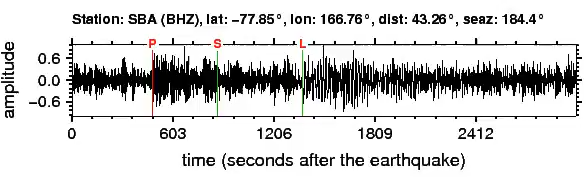 Station: SBA (BHZ), lat: −77.85°, lon: 166.76°, dist: 43.26°, seaz: 184.4°
P S L
amplitude
0.6
0.0
−0.6
0 603 1206 1809 2412
time (seconds after the earthquake)